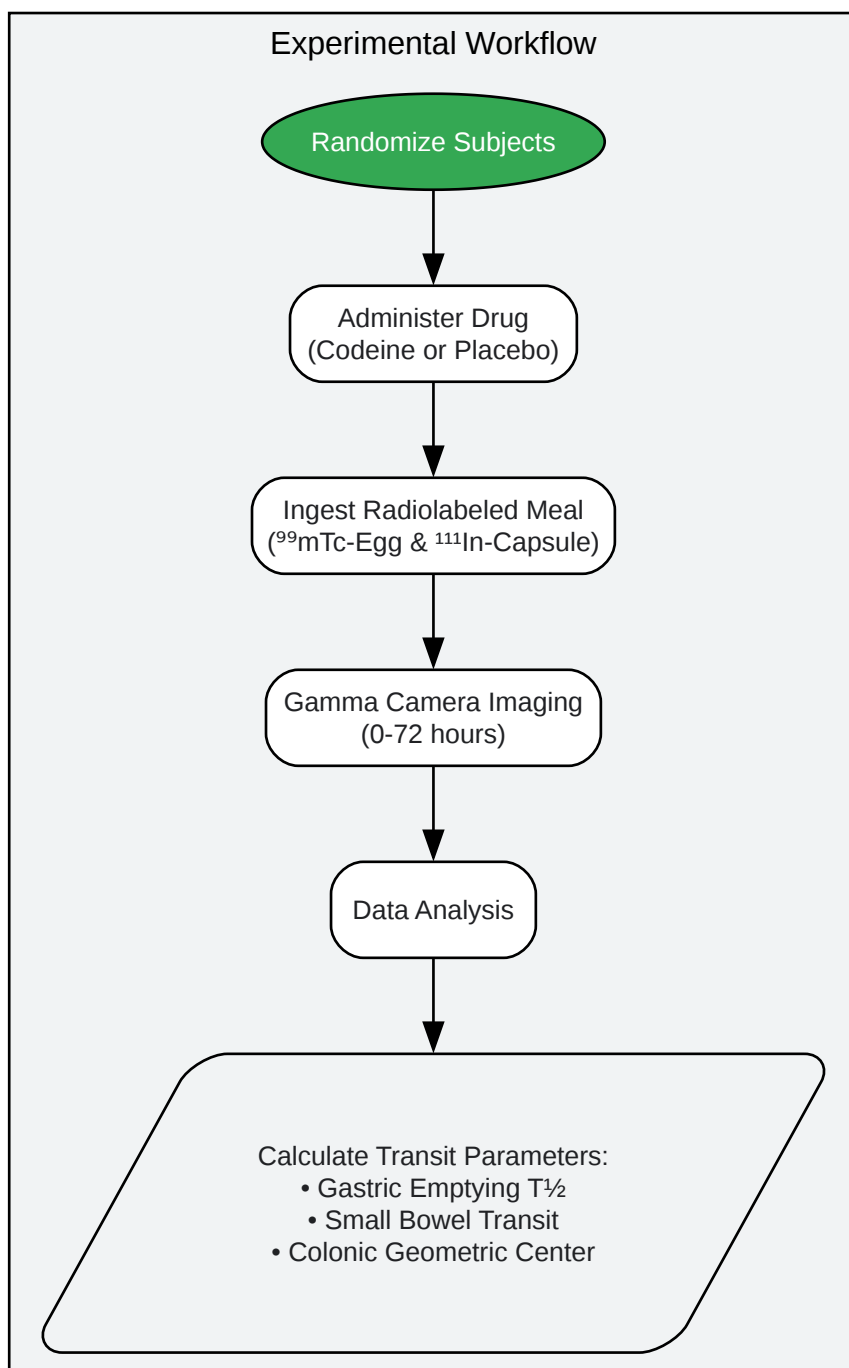 Experimental Workflow
Randomize Subjects
Administer Drug
(Codeine or Placebo)
Ingest Radiolabeled Meal
(⁹⁹mTc-Egg & ¹¹¹In-Capsule)
Gamma Camera Imaging
(0-72 hours)
Data Analysis
Calculate Transit Parameters:
• Gastric Emptying T½
• Small Bowel Transit
• Colonic Geometric Center